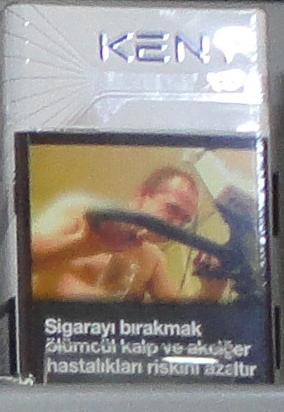 KENT
Sigarayı bırakmak
ölümcül kalp ve akciğer
hastalıkları riskini azaltır